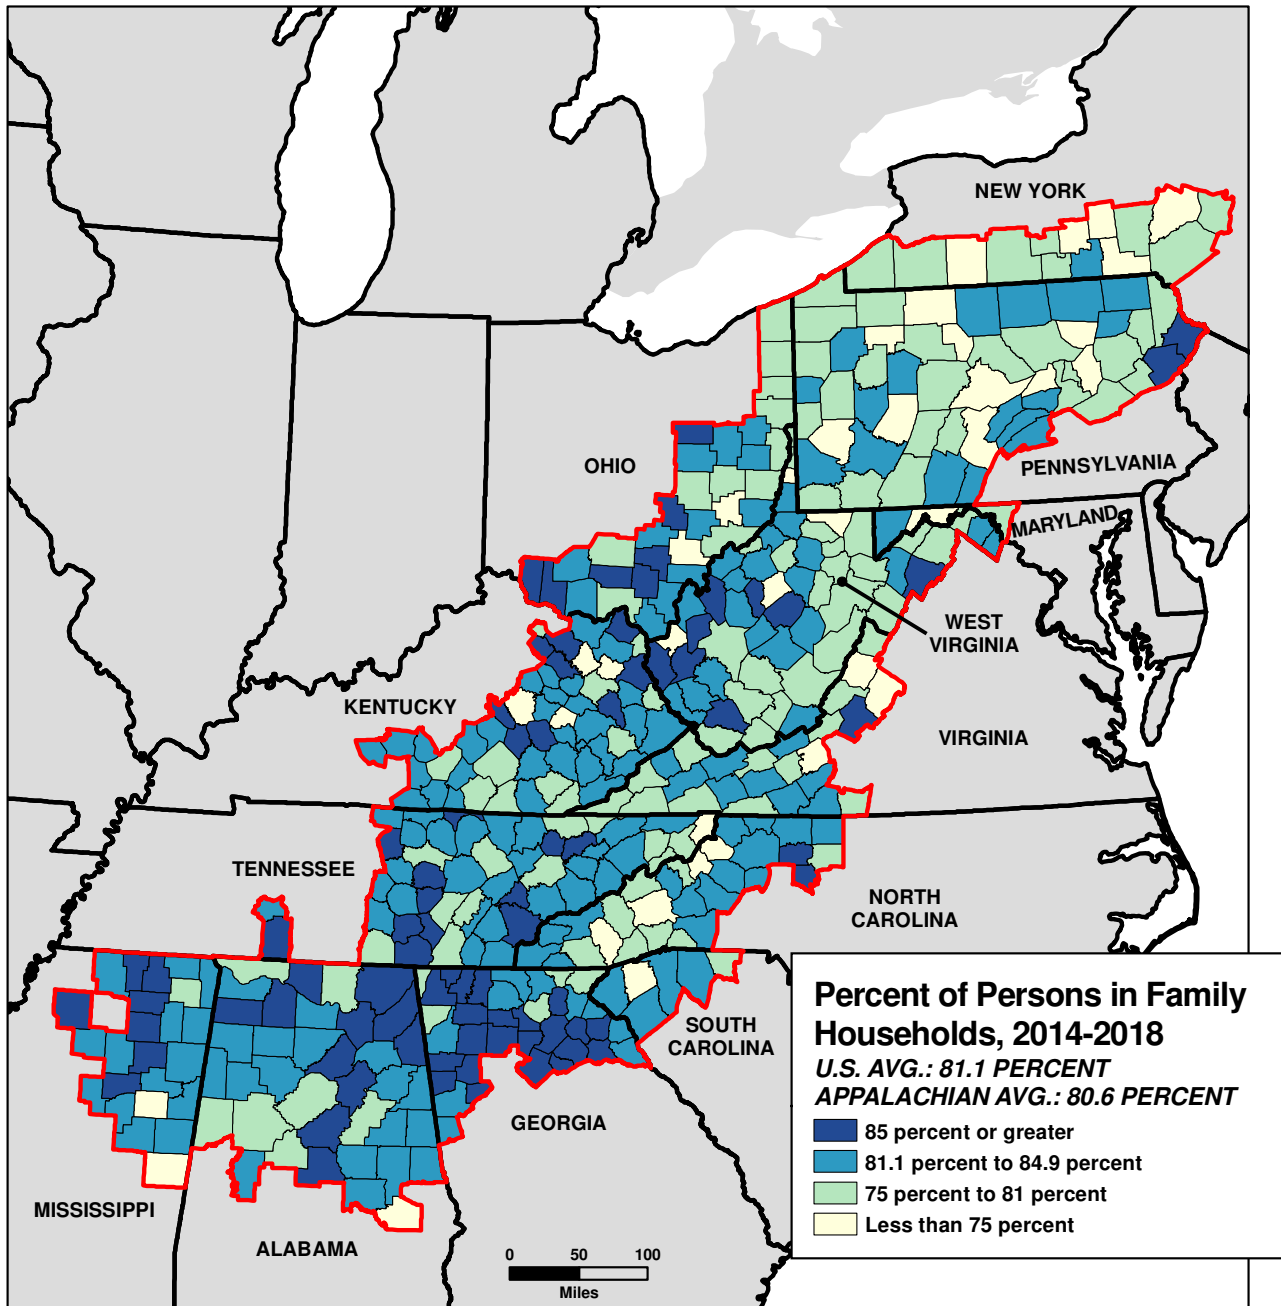 NEW YORK
OHIO
PENNSYLVANIA
MARYLAND
WEST
VIRGINIA
KENTUCKY
VIRGINIA
TENNESSEE
NORTH
CAROLINA
SOUTH
CAROLINA
GEORGIA
MISSISSIPPI
ALABAMA
Percent of Persons in Family
Households, 2014-2018
U.S. AVG.: 81.1 PERCENT
APPALACHIAN AVG.: 80.6 PERCENT
85 percent or greater
81.1 percent to 84.9 percent
75 percent to 81 percent
Less than 75 percent
0 50 100
Miles